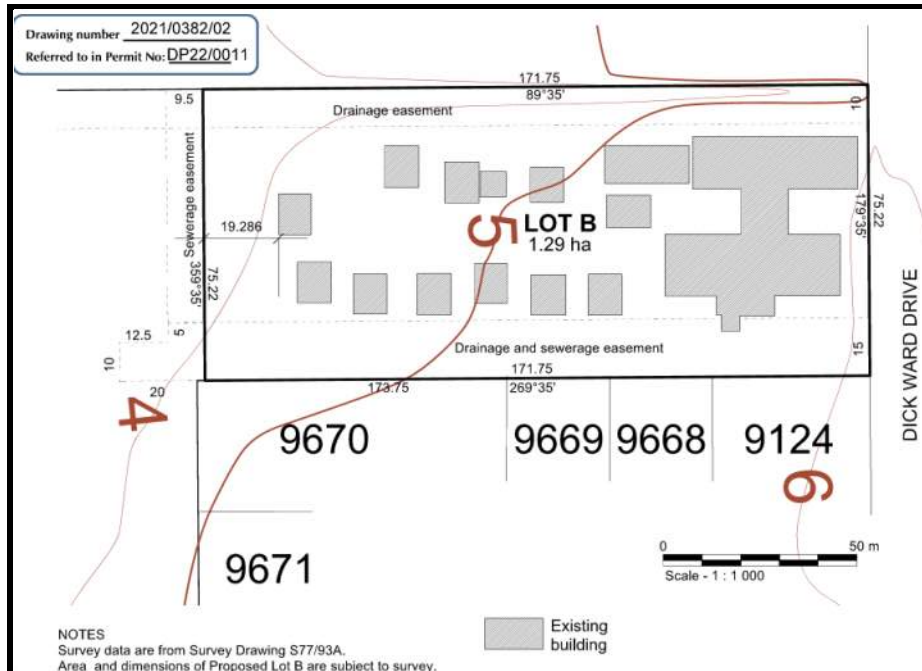 Drawing number 2021/0382/02
Referred to in Permit No: DP22/0011
171.75
89°35'
9.5
10
Drainage easement
Sewerage easement
19.286
LOT B
1.29 ha
5
75.22
359°35'
75.22
179°35'
DICK WARD DRIVE
12.5
5
10
20
Drainage and sewerage easement
15
171.75
173.75
269°35'
4
9670
9669
9668
9124
6
9671
0
50 m
Scale - 1 : 1 000
NOTES
Survey data are from Survey Drawing S77/93A.
Area and dimensions of Proposed Lot B are subject to survey.
Existing
building